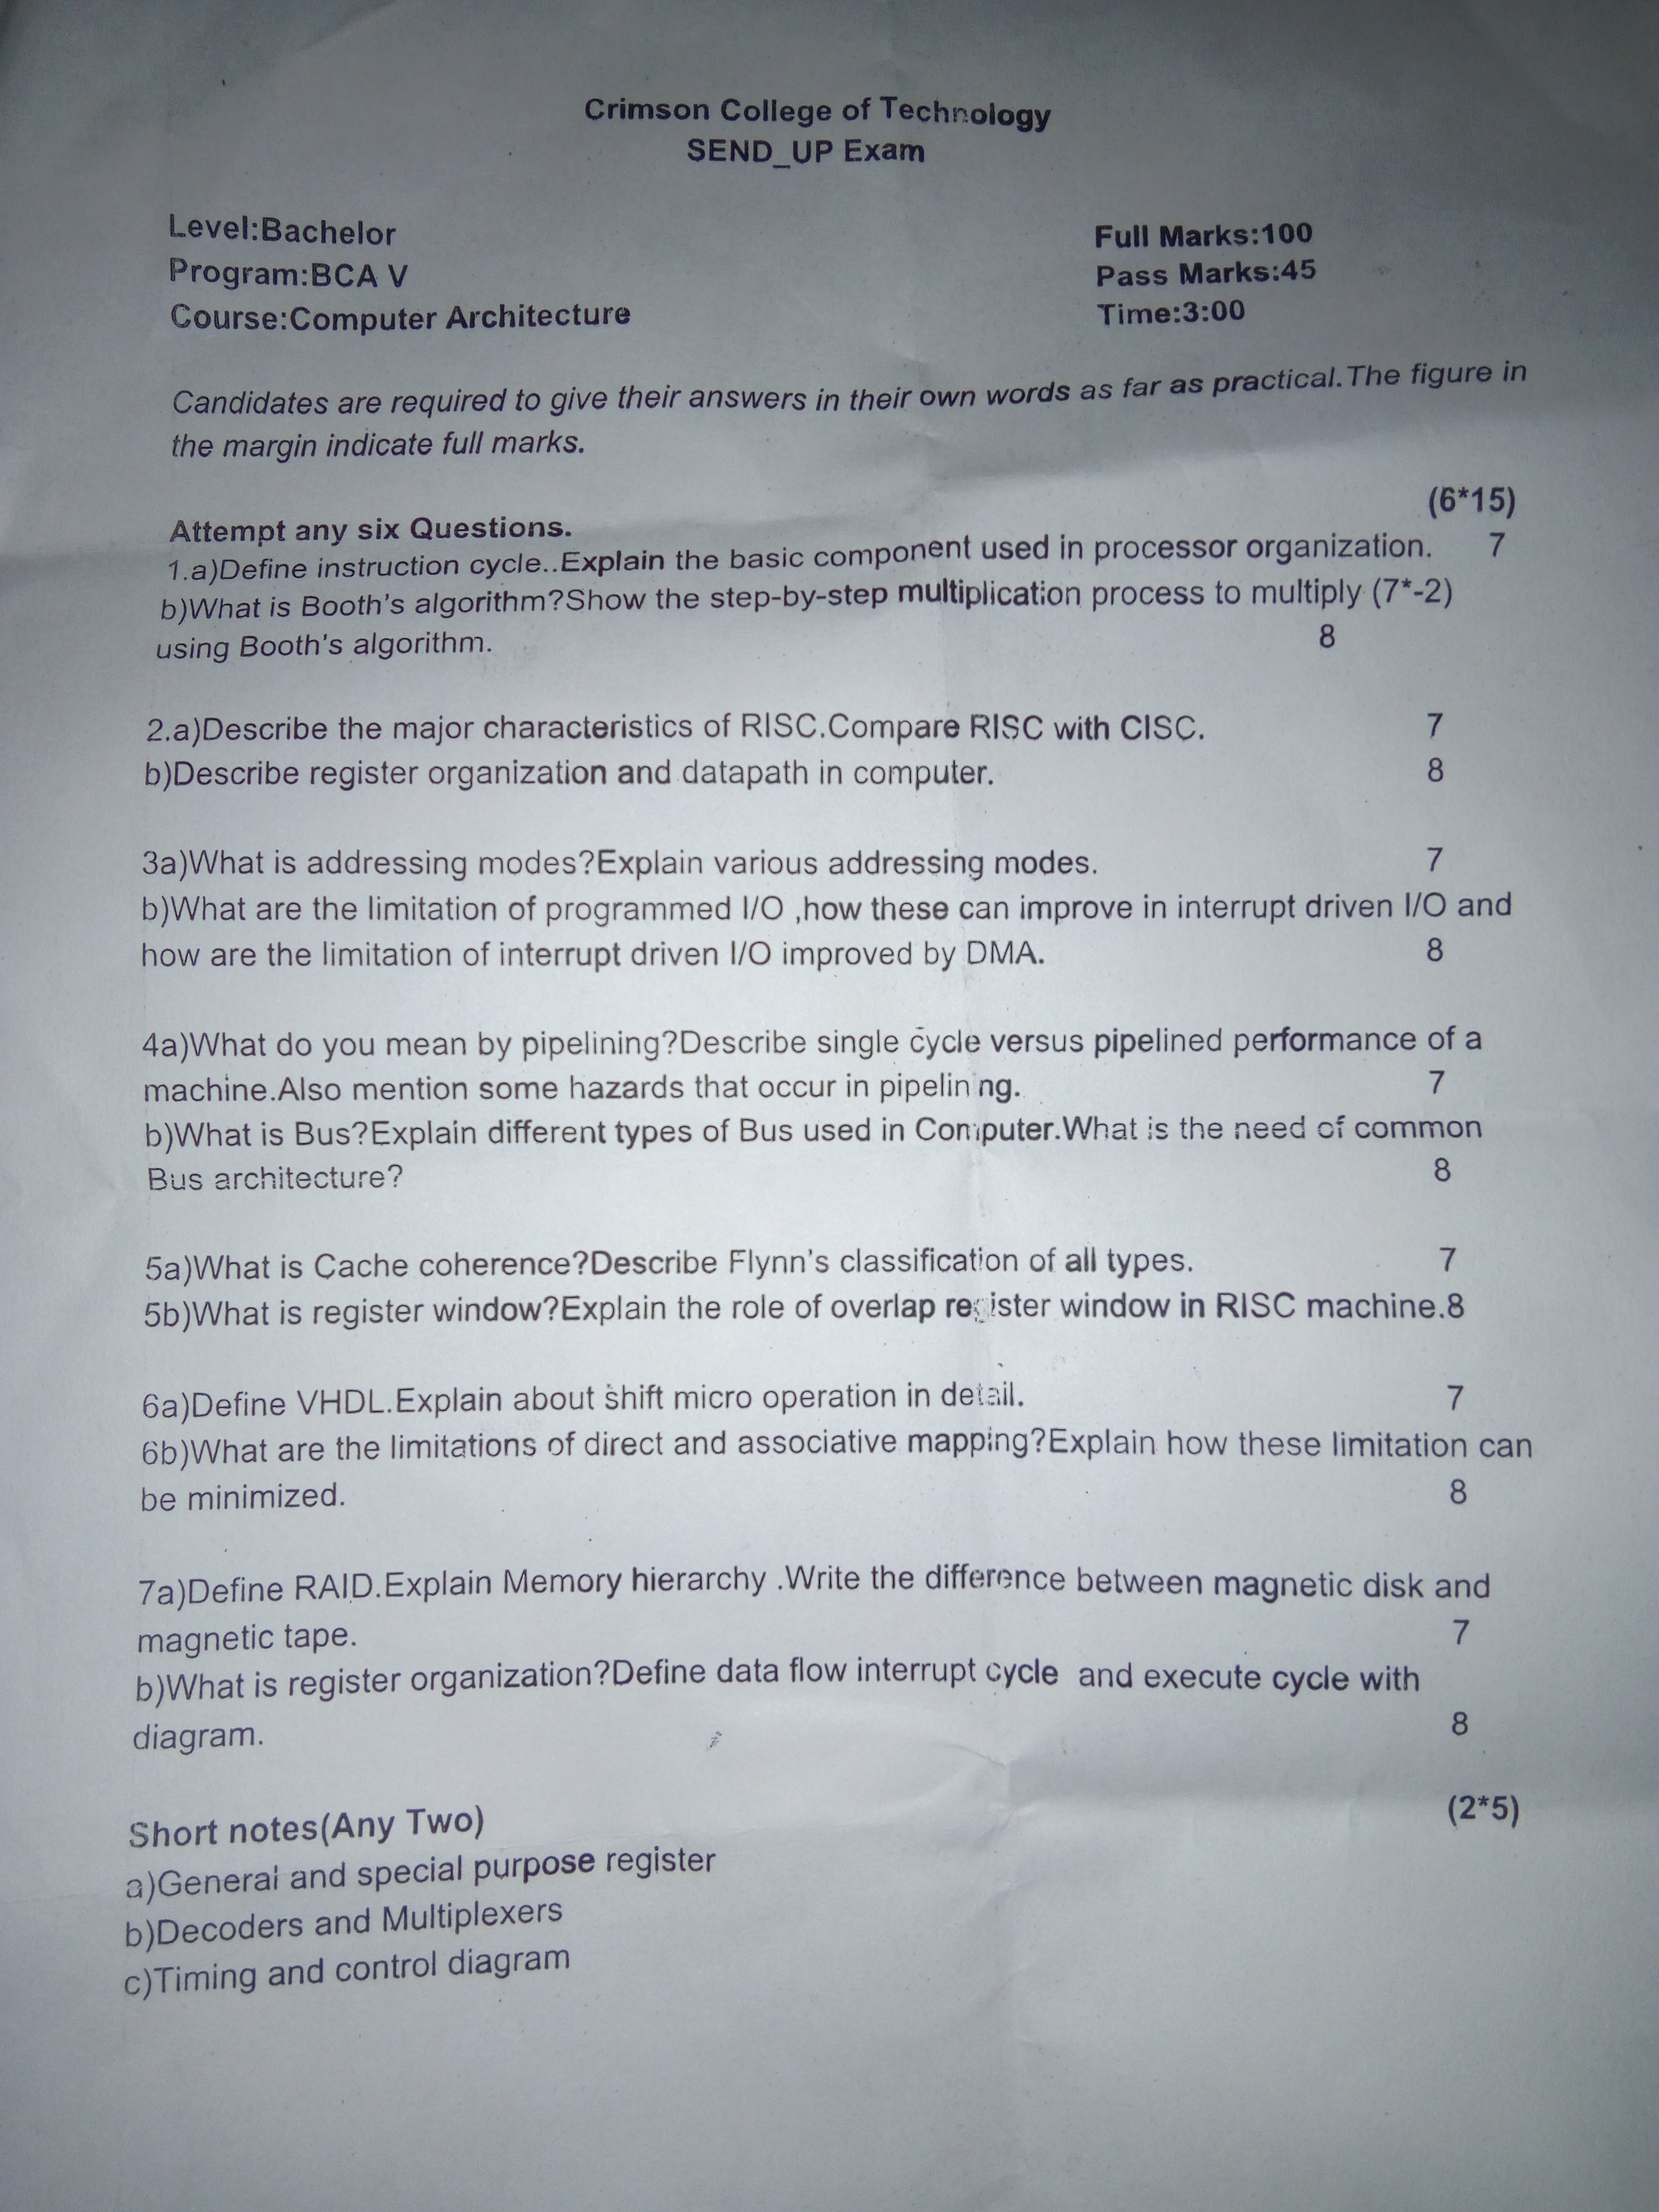 Crimson College of Technology
SEND_UP Exam
Level:Bachelor
Full Marks:100
Program:BCA V
Pass Marks:45
Course:Computer Architecture
Time:3:00
Candidates are required to give their answers in their own words as far as practical.The figure in
the margin indicate full marks.
(6*15)
Attempt any six Questions.
1.a)Define instruction cycle..Explain the basic component used in processor organization. 7
b)What is Booth's algorithm?Show the step-by-step multiplication process to multiply (7*-2)
using Booth's algorithm. 8
2.a)Describe the major characteristics of RISC.Compare RISC with CISC. 7
b)Describe register organization and datapath in computer. 8
3a)What is addressing modes?Explain various addressing modes. 7
b)What are the limitation of programmed I/O ,how these can improve in interrupt driven I/O and
how are the limitation of interrupt driven I/O improved by DMA. 8
4a)What do you mean by pipelining?Describe single cycle versus pipelined performance of a
machine.Also mention some hazards that occur in pipelining. 7
b)What is Bus?Explain different types of Bus used in Computer.What is the need of common
Bus architecture? 8
5a)What is Cache coherence?Describe Flynn's classification of all types. 7
5b)What is register window?Explain the role of overlap register window in RISC machine.8
6a)Define VHDL.Explain about shift micro operation in detail. 7
6b)What are the limitations of direct and associative mapping?Explain how these limitation can
be minimized. 8
7a)Define RAID.Explain Memory hierarchy .Write the difference between magnetic disk and
magnetic tape. 7
b)What is register organization?Define data flow interrupt cycle and execute cycle with
diagram. 8
Short notes(Any Two) (2*5)
a)General and special purpose register
b)Decoders and Multiplexers
c)Timing and control diagram